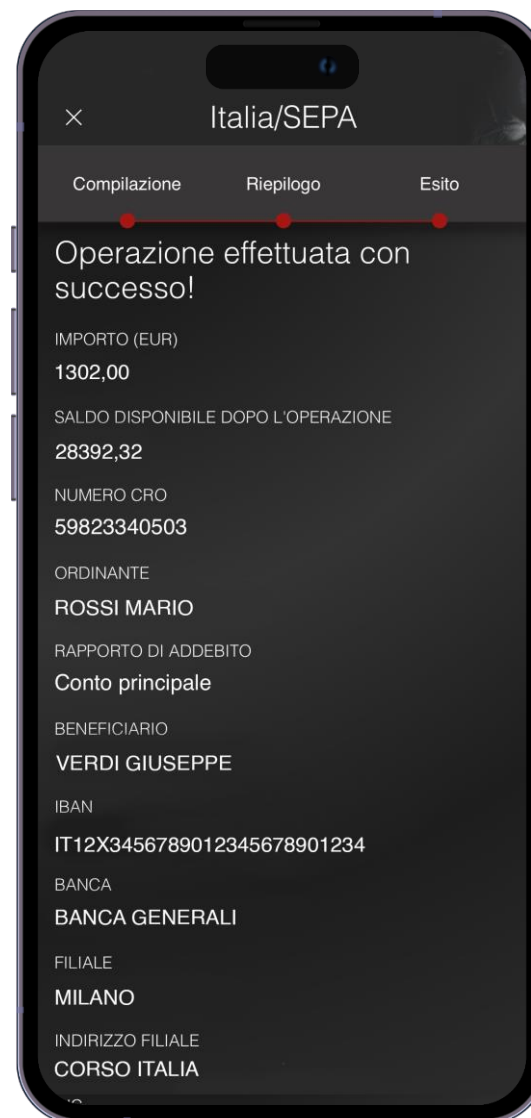 Italia/SEPA
Compilazione Riepilogo Esito
Operazione effettuata con
successo!
IMPORTO (EUR)
1302,00
SALDO DISPONIBILE DOPO L'OPERAZIONE
28392,32
NUMERO CRO
59823340503
ORDINANTE
ROSSI MARIO
RAPPORTO DI ADDEBITO
Conto principale
BENEFICIARIO
VERDI GIUSEPPE
IBAN
IT12X3456789012345678901234
BANCA
BANCA GENERALI
FILIALE
MILANO
INDIRIZZO FILIALE
CORSO ITALIA